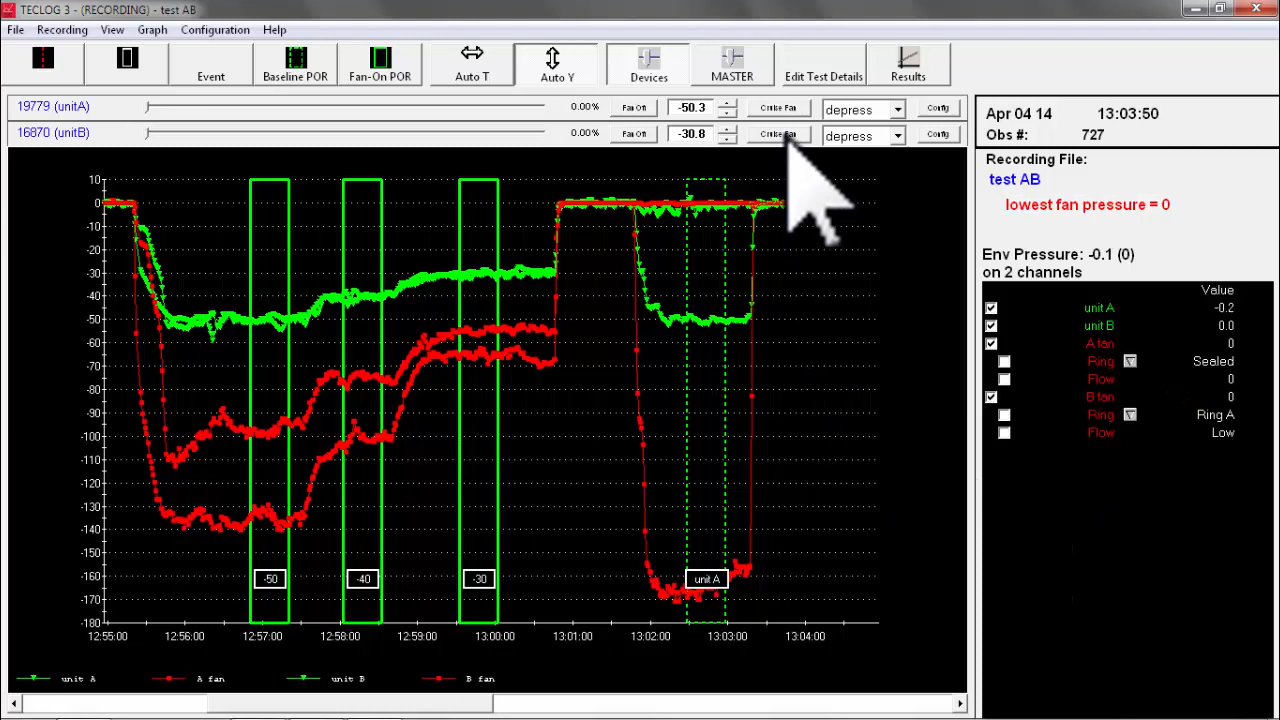 TECLOG 3 - (RECORDING) - test AB
File Recording View Graph Configuration Help
Event Baseline POR Fan-On POR Auto T Auto Y Devices MASTER Edit Test Details Results
19779 (unitA) 0.00% Fan Off -50.3 Cruise Fan depress Config
16870 (unitB) 0.00% Fan Off -30.8 Cruise Fan depress Config
Apr 04 14 13:03:50
Obs #: 727
Recording File:
test AB
lowest fan pressure = 0
Env Pressure: -0.1 (0)
on 2 channels
Value
unit A -0.2
unit B 0.0
A fan 0
Ring Sealed
Flow 0
B fan 0
Ring Ring A
Flow Low
10
0
-10
-20
-30
-40
-50
-60
-70
-80
-90
-100
-110
-120
-130
-140
-150
-160
-170
-180
-50 -40 -30 unit A
12:55:00 12:56:00 12:57:00 12:58:00 12:59:00 13:00:00 13:01:00 13:02:00 13:03:00 13:04:00
unit A A fan unit B B fan